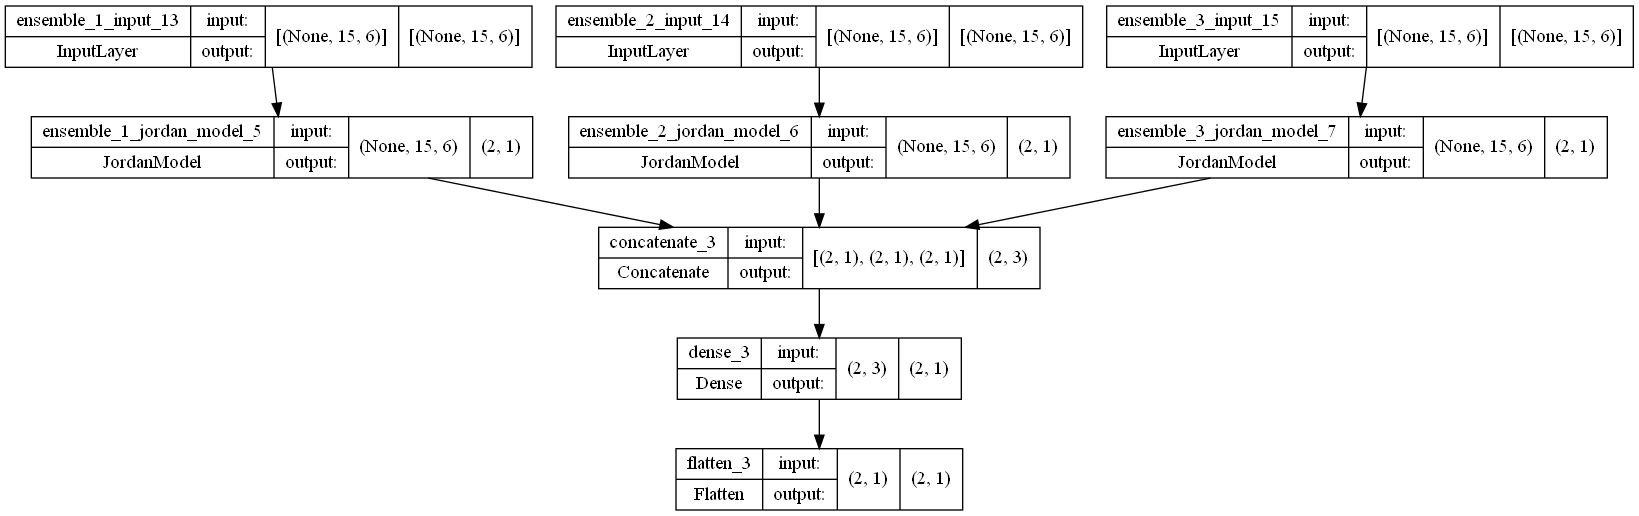 ensemble_1_input_13 input: [(None, 15, 6)] [(None, 15, 6)]
InputLayer output:
ensemble_2_input_14 input: [(None, 15, 6)] [(None, 15, 6)]
InputLayer output:
ensemble_3_input_15 input: [(None, 15, 6)] [(None, 15, 6)]
InputLayer output:
ensemble_1_jordan_model_5 input: (None, 15, 6) (2, 1)
JordanModel output:
ensemble_2_jordan_model_6 input: (None, 15, 6) (2, 1)
JordanModel output:
ensemble_3_jordan_model_7 input: (None, 15, 6) (2, 1)
JordanModel output:
concatenate_3 input: [(2, 1), (2, 1), (2, 1)] (2, 3)
Concatenate output:
dense_3 input: (2, 3) (2, 1)
Dense output:
flatten_3 input: (2, 1) (2, 1)
Flatten output: